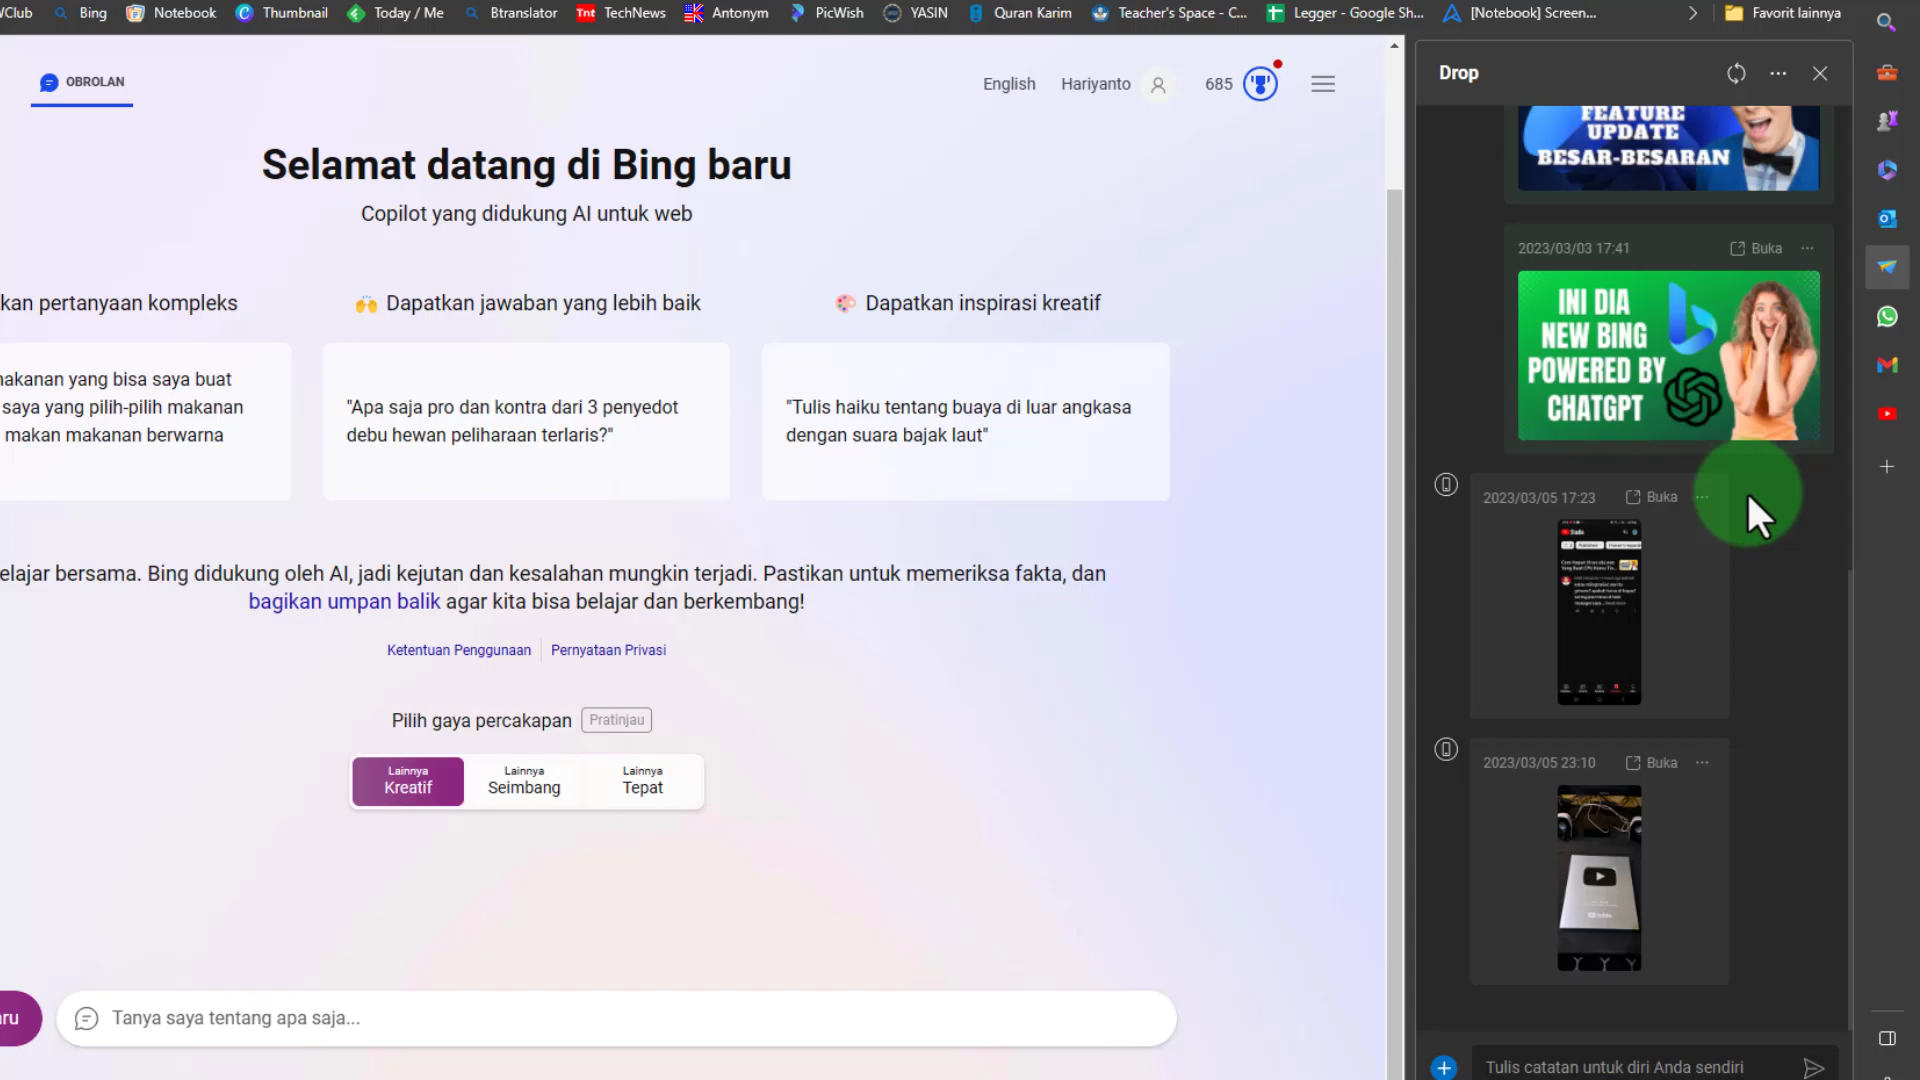 VClub
Bing
Notebook
Thumbnail
Today / Me
Btranslator
Tnt TechNews
Antonym
PicWish
YASIN
Quran Karim
Teacher's Space - C...
Legger - Google Sh...
[Notebook] Screen...
Favorit lainnya
OBROLAN
English
Hariyanto
685
Selamat datang di Bing baru
Copilot yang didukung AI untuk web
kan pertanyaan kompleks
Dapatkan jawaban yang lebih baik
Dapatkan inspirasi kreatif
akanan yang bisa saya buat
saya yang pilih-pilih makanan
makan makanan berwarna
"Apa saja pro dan kontra dari 3 penyedot
debu hewan peliharaan terlaris?"
"Tulis haiku tentang buaya di luar angkasa
dengan suara bajak laut"
elajar bersama. Bing didukung oleh AI, jadi kejutan dan kesalahan mungkin terjadi. Pastikan untuk memeriksa fakta, dan
bagikan umpan balik agar kita bisa belajar dan berkembang!
Ketentuan Penggunaan
Pernyataan Privasi
Pilih gaya percakapan Pratinjau
Lainnya
Kreatif
Lainnya
Seimbang
Lainnya
Tepat
aru
Tanya saya tentang apa saja...
Drop
FEATURE
UPDATE
BESAR-BESARAN
2023/03/03 17:41
Buka
INI DIA
NEW BING
POWERED BY
CHATGPT
2023/03/05 17:23
Buka
2023/03/05 23:10
Buka
Tulis catatan untuk diri Anda sendiri